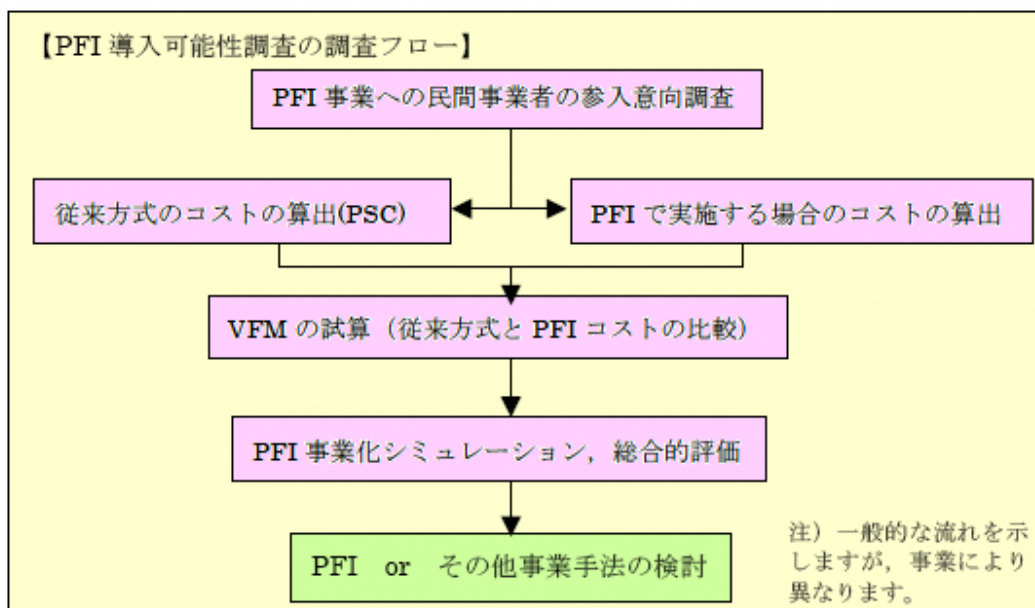 【PFI 導入可能性調査の調査フロー】
PFI 事業への民間事業者の参入意向調査
従来方式のコストの算出(PSC)
PFI で実施する場合のコストの算出
VFM の試算（従来方式と PFI コストの比較）
PFI 事業化シミュレーション，総合的評価
PFI　or　その他事業手法の検討
注）一般的な流れを示
しますが，事業により
異なります。